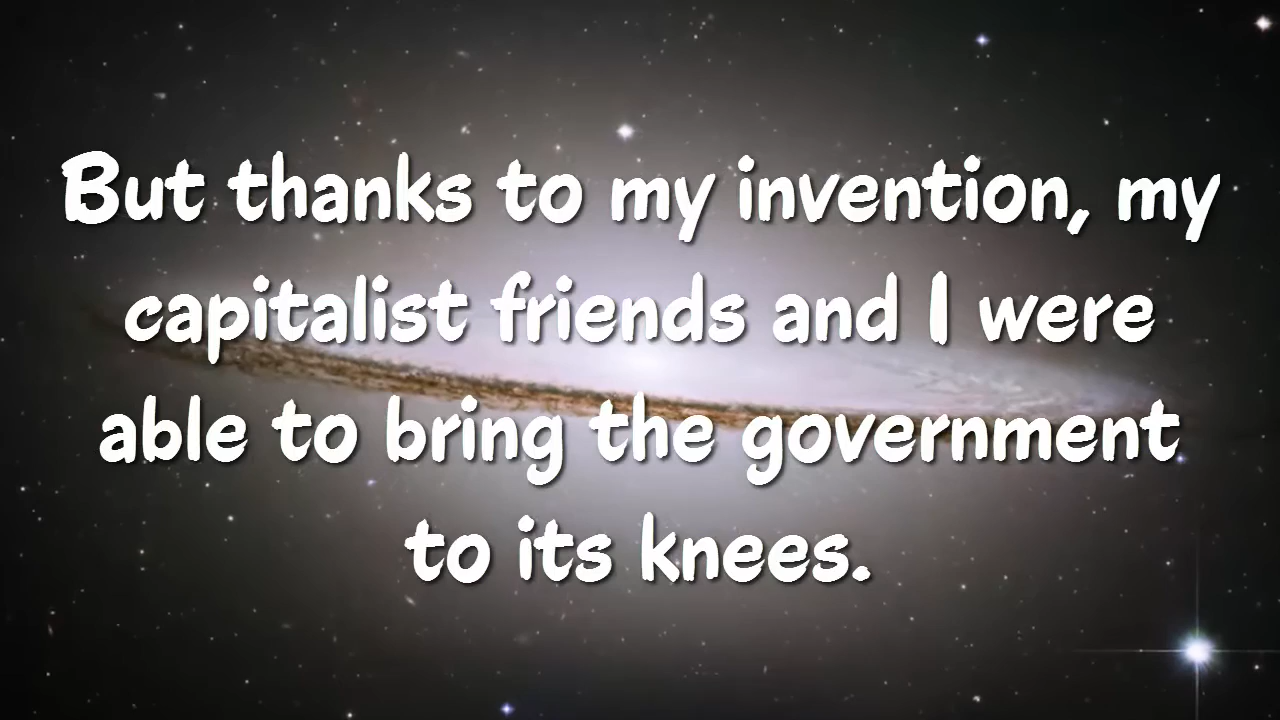 But thanks to my invention, my
capitalist friends and I were
able to bring the government
to its knees.